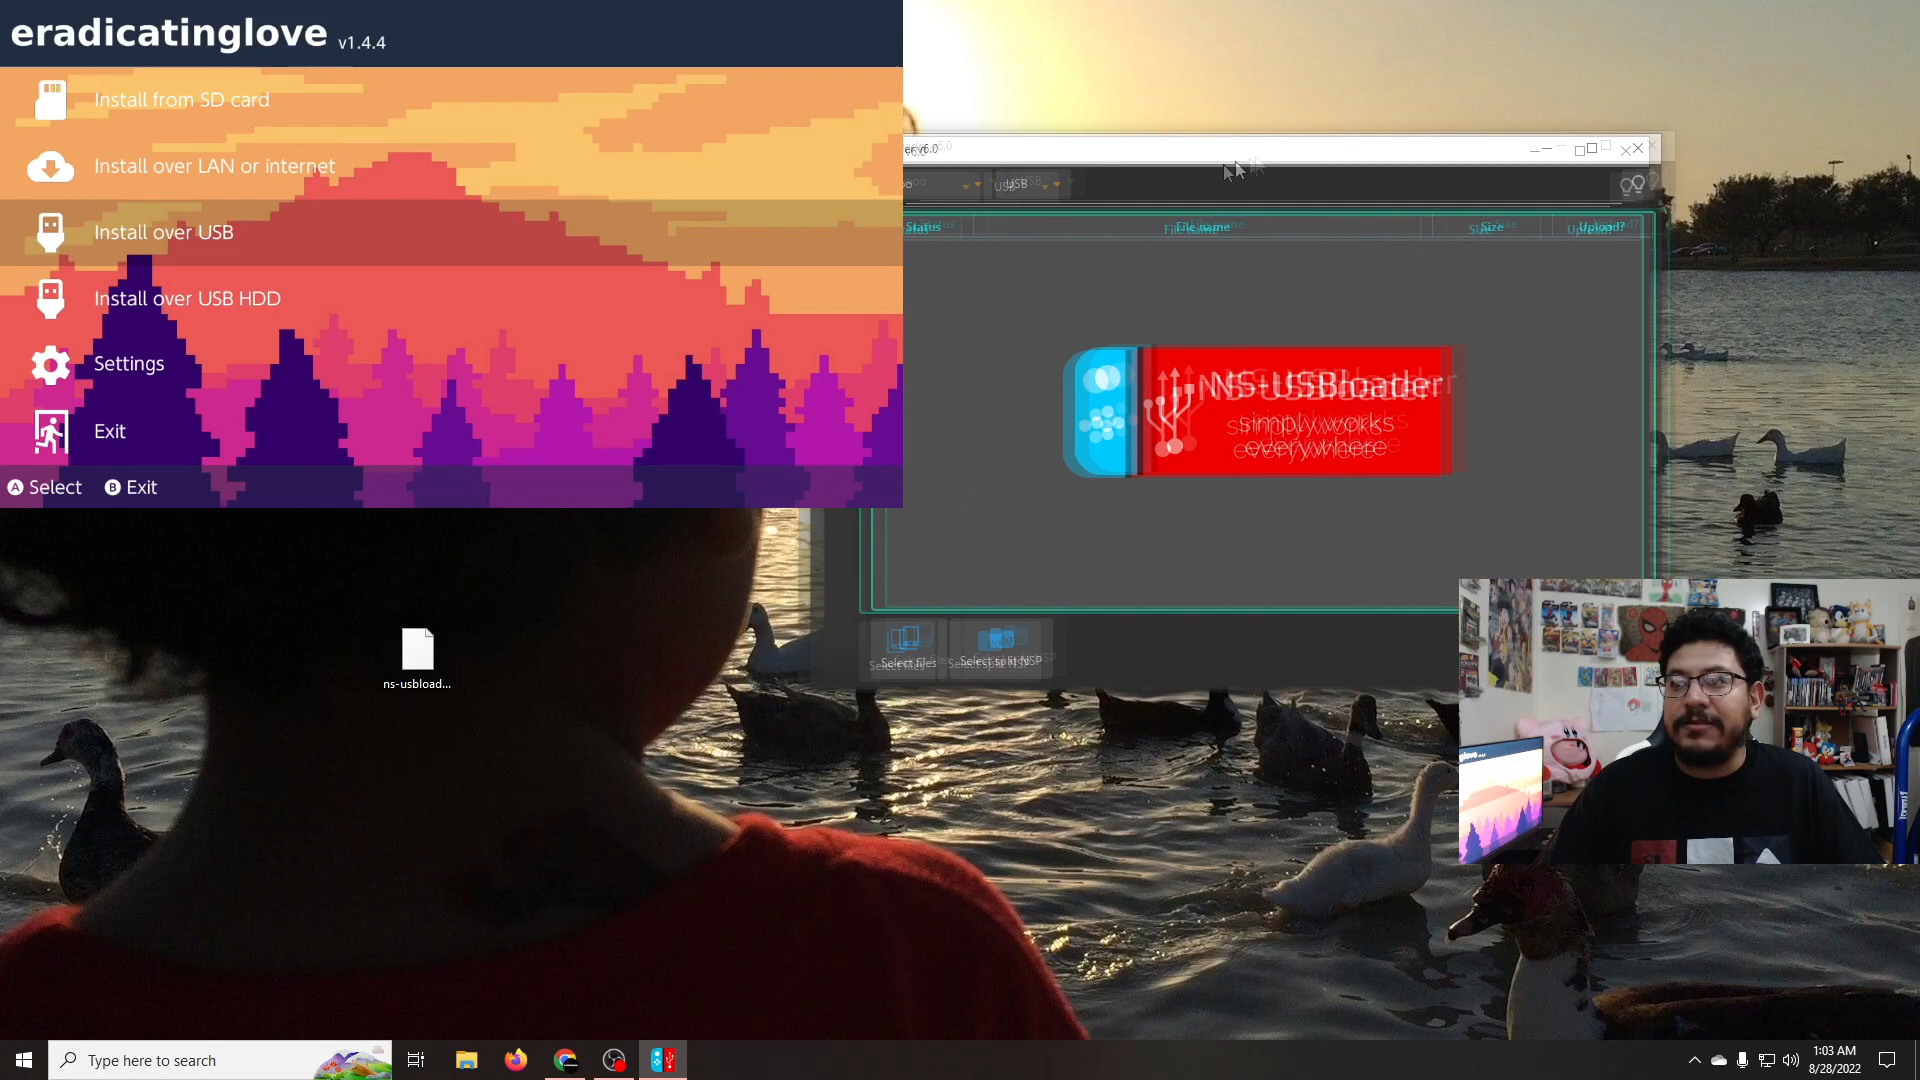 eradicatinglove v1.4.4
Install from SD card
Install over LAN or internet
Install over USB
Install over USB HDD
Settings
Exit
A Select B Exit
v6.0
USB
Status File name Size Upload?
NS-USBloader
simply works
everywhere
Select files Select split NSP
ns-usbload...
Type here to search
1:03 AM
8/28/2022